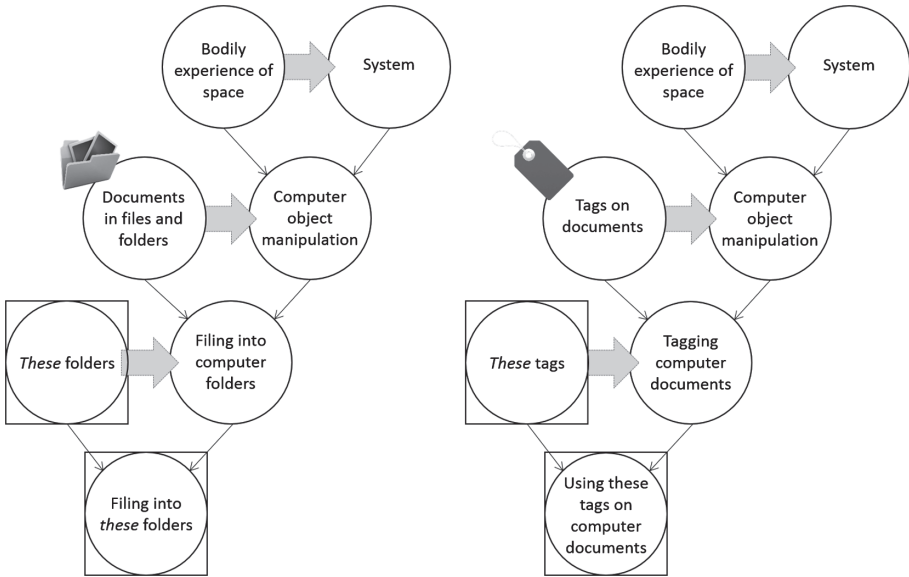 Bodily
experience of
space
System
Documents
in files and
folders
Computer
object
manipulation
These folders
Filing into
computer
folders
Filing into
these folders
Bodily
experience of
space
System
Tags on
documents
Computer
object
manipulation
These tags
Tagging
computer
documents
Using these
tags on
computer
documents